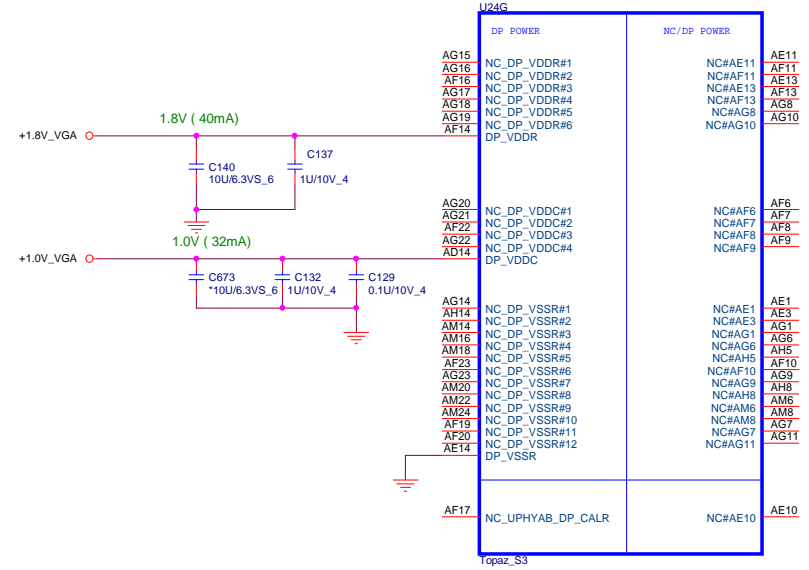 U24G
DP POWER
NC/DP POWER
AG15 NC_DP_VDDR#1 NC#AE11 AE11
AG16 NC_DP_VDDR#2 NC#AF11 AF11
AF16 NC_DP_VDDR#3 NC#AE13 AE13
AG17 NC_DP_VDDR#4 NC#AF13 AF13
AG18 NC_DP_VDDR#5 NC#AG8 AG8
AG19 NC_DP_VDDR#6 NC#AG10 AG10
AF14 DP_VDDR
1.8V ( 40mA)
+1.8V_VGA
C140
10U/6.3VS_6
C137
1U/10V_4
AG20 NC_DP_VDDC#1 NC#AF6 AF6
AG21 NC_DP_VDDC#2 NC#AF7 AF7
AF22 NC_DP_VDDC#3 NC#AF8 AF8
AG22 NC_DP_VDDC#4 NC#AF9 AF9
AD14 DP_VDDC
1.0V ( 32mA)
+1.0V_VGA
C673
*10U/6.3VS_6
C132
1U/10V_4
C129
0.1U/10V_4
AG14 NC_DP_VSSR#1 NC#AE1 AE1
AH14 NC_DP_VSSR#2 NC#AE3 AE3
AM14 NC_DP_VSSR#3 NC#AG1 AG1
AM16 NC_DP_VSSR#4 NC#AG6 AG6
AM18 NC_DP_VSSR#5 NC#AH5 AH5
AF23 NC_DP_VSSR#6 NC#AF10 AF10
AG23 NC_DP_VSSR#7 NC#AG9 AG9
AM20 NC_DP_VSSR#8 NC#AH8 AH8
AM22 NC_DP_VSSR#9 NC#AM6 AM6
AM24 NC_DP_VSSR#10 NC#AM8 AM8
AF19 NC_DP_VSSR#11 NC#AG7 AG7
AF20 NC_DP_VSSR#12 NC#AG11 AG11
AE14 DP_VSSR
AF17 NC_UPHYAB_DP_CALR NC#AE10 AE10
Topaz_S3